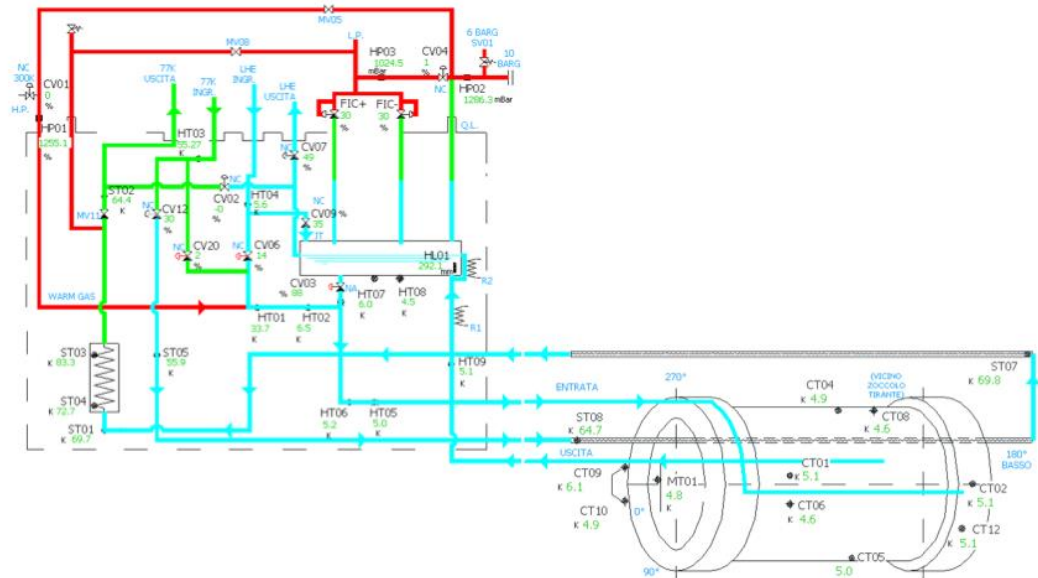 MV05
6 BARG
SV01
10
BARG
L.P.
MV08
HP03
1024.5
mBar
CV04
1
%
NC
HP02
1286.3 mBar
NC
300K
CV01
0
%
H.P.
HP01
1255.1
%
77K
USCITA
77K
INGR.
LHE
INGR.
LHE
USCITA
FIC+
30
%
FIC-
30
%
Q.L.
HT03
55.27
K
NC
CV07
49
%
ST02
64.4
K
NC
CV02
-0
%
HT04
5.6
K
NC
CV09 %
35
JT
MV11
NC
CV12
30
%
NC
CV20
2
%
NC
CV06
14
%
HL01
292.1
mm
CV03
% 88
NA
HT07
6.0
K
HT08
4.5
K
R2
WARM GAS
HT01
33.7
K
HT02
6.5
K
R1
ST03
K 83.3
ST05
55.9
K
HT09
5.1
K
ST07
K 69.8
ST04
K 72.7
ST01
K 69.7
HT06
5.2
K
HT05
5.0
K
ENTRATA
270°
CT04
K 4.9
(VICINO
ZOCCOLO
TIRANTE)
CT08
K 4.6
ST08
K 64.7
USCITA
180°
BASSO
CT09
K 6.1
MT01
4.8
K
CT01
K 5.1
CT02
K 5.1
CT10
K 4.9
0°
CT06
K 4.6
CT12
K 5.1
90°
CT05
5.0